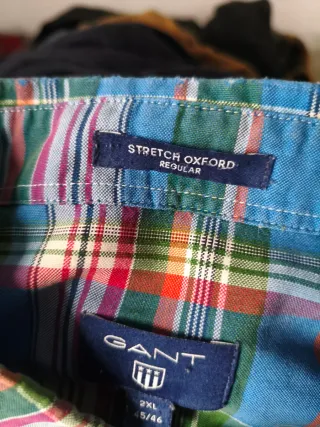 STRETCH OXFORD
REGULAR
GANT
2XL
45/46